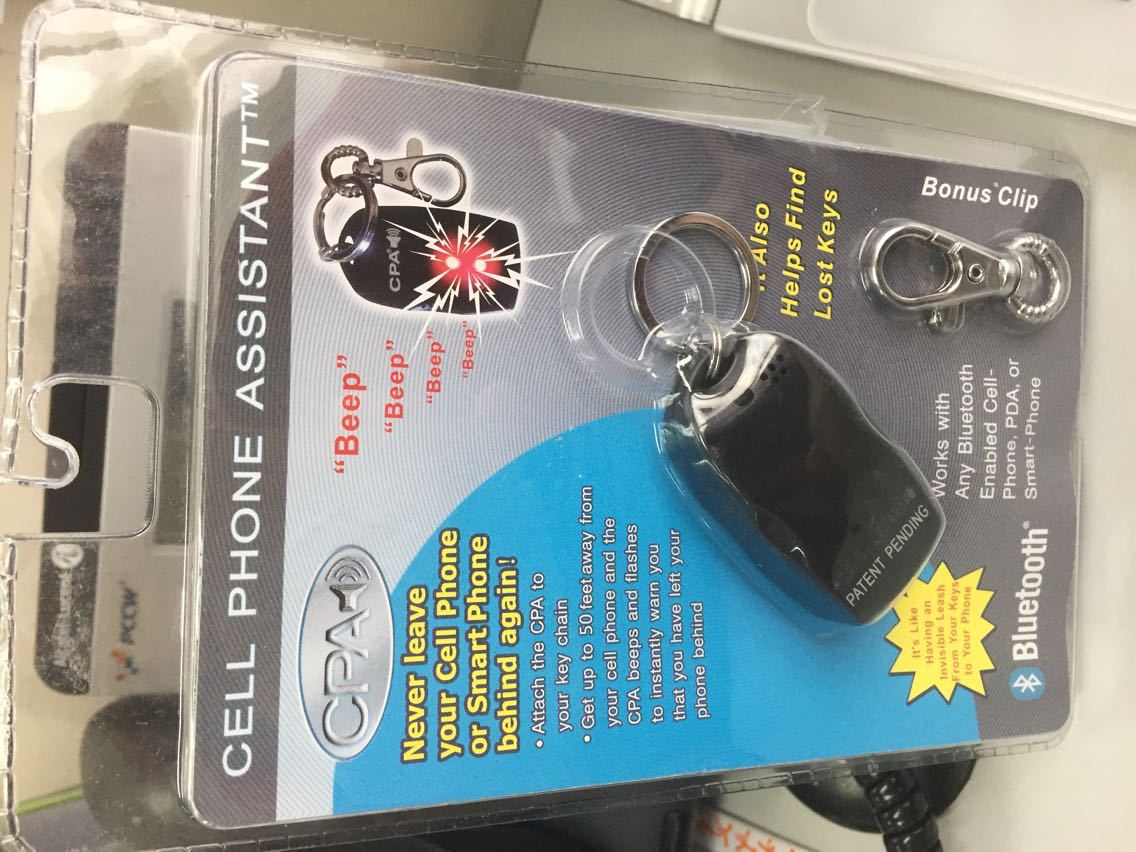 CELL PHONE ASSISTANT™
CPA
“Beep”
“Beep”
“Beep”
“Beep”
CPA
Never leave
your Cell Phone
or Smart Phone
behind again!
• Attach the CPA to
your key chain
• Get up to 50 feet away from
your cell phone and the
CPA beeps and flashes
to instantly warn you
that you have left your
phone behind
It Also
Helps Find
Lost Keys
Bonus Clip
PATENT PENDING
Works with
Any Bluetooth
Enabled Cell-
Phone, PDA, or
Smart-Phone
It's Like
Having an
Invisible Leash
From Your Keys
to Your Phone
Bluetooth®
PCCW